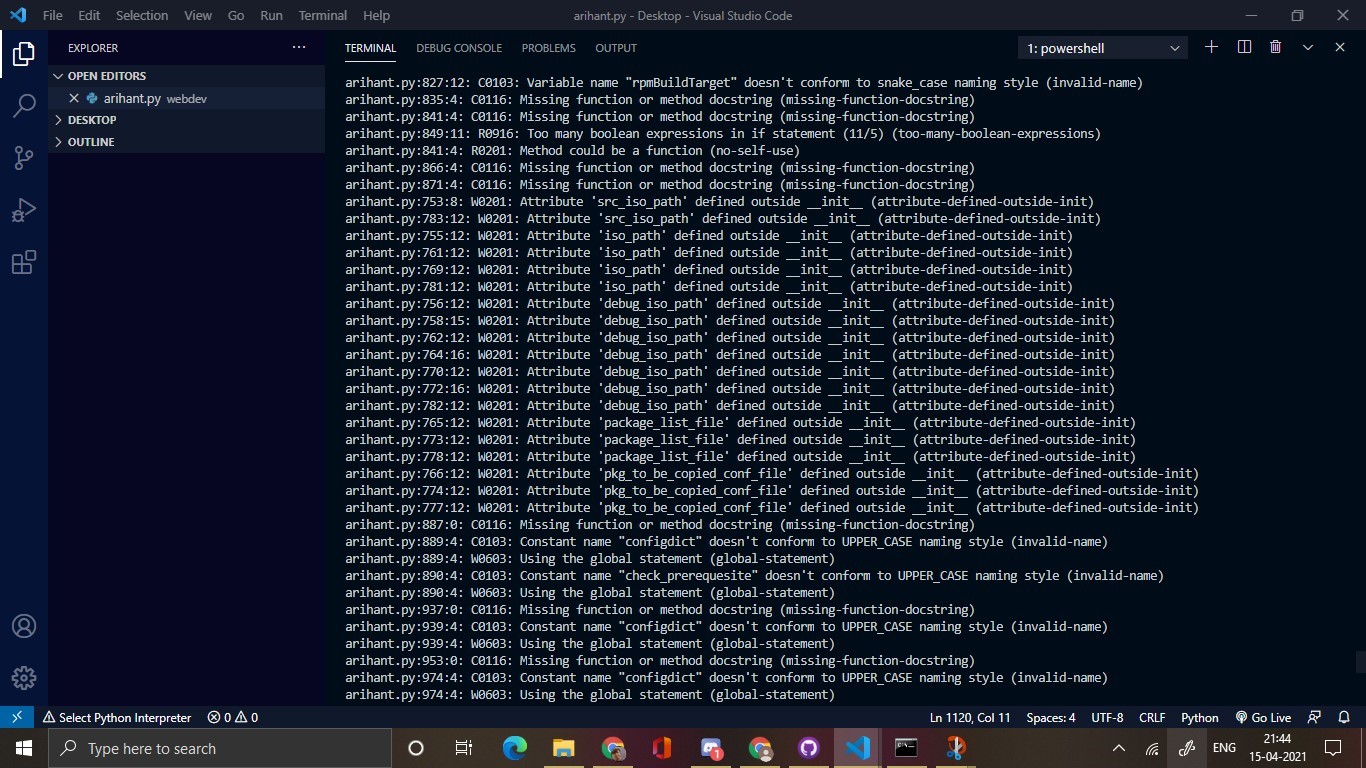 File Edit Selection View Go Run Terminal Help
arihant.py - Desktop - Visual Studio Code
EXPLORER
OPEN EDITORS
arihant.py webdev
DESKTOP
OUTLINE
TERMINAL DEBUG CONSOLE PROBLEMS OUTPUT
1: powershell
arihant.py:827:12: C0103: Variable name "rpmBuildTarget" doesn't conform to snake_case naming style (invalid-name)
arihant.py:835:4: C0116: Missing function or method docstring (missing-function-docstring)
arihant.py:841:4: C0116: Missing function or method docstring (missing-function-docstring)
arihant.py:849:11: R0916: Too many boolean expressions in if statement (11/5) (too-many-boolean-expressions)
arihant.py:841:4: R0201: Method could be a function (no-self-use)
arihant.py:866:4: C0116: Missing function or method docstring (missing-function-docstring)
arihant.py:871:4: C0116: Missing function or method docstring (missing-function-docstring)
arihant.py:753:8: W0201: Attribute 'src_iso_path' defined outside __init__ (attribute-defined-outside-init)
arihant.py:783:12: W0201: Attribute 'src_iso_path' defined outside __init__ (attribute-defined-outside-init)
arihant.py:755:12: W0201: Attribute 'iso_path' defined outside __init__ (attribute-defined-outside-init)
arihant.py:761:12: W0201: Attribute 'iso_path' defined outside __init__ (attribute-defined-outside-init)
arihant.py:769:12: W0201: Attribute 'iso_path' defined outside __init__ (attribute-defined-outside-init)
arihant.py:781:12: W0201: Attribute 'iso_path' defined outside __init__ (attribute-defined-outside-init)
arihant.py:756:12: W0201: Attribute 'debug_iso_path' defined outside __init__ (attribute-defined-outside-init)
arihant.py:758:15: W0201: Attribute 'debug_iso_path' defined outside __init__ (attribute-defined-outside-init)
arihant.py:762:12: W0201: Attribute 'debug_iso_path' defined outside __init__ (attribute-defined-outside-init)
arihant.py:764:16: W0201: Attribute 'debug_iso_path' defined outside __init__ (attribute-defined-outside-init)
arihant.py:770:12: W0201: Attribute 'debug_iso_path' defined outside __init__ (attribute-defined-outside-init)
arihant.py:772:16: W0201: Attribute 'debug_iso_path' defined outside __init__ (attribute-defined-outside-init)
arihant.py:782:12: W0201: Attribute 'debug_iso_path' defined outside __init__ (attribute-defined-outside-init)
arihant.py:765:12: W0201: Attribute 'package_list_file' defined outside __init__ (attribute-defined-outside-init)
arihant.py:773:12: W0201: Attribute 'package_list_file' defined outside __init__ (attribute-defined-outside-init)
arihant.py:778:12: W0201: Attribute 'package_list_file' defined outside __init__ (attribute-defined-outside-init)
arihant.py:766:12: W0201: Attribute 'pkg_to_be_copied_conf_file' defined outside __init__ (attribute-defined-outside-init)
arihant.py:774:12: W0201: Attribute 'pkg_to_be_copied_conf_file' defined outside __init__ (attribute-defined-outside-init)
arihant.py:777:12: W0201: Attribute 'pkg_to_be_copied_conf_file' defined outside __init__ (attribute-defined-outside-init)
arihant.py:887:0: C0116: Missing function or method docstring (missing-function-docstring)
arihant.py:889:4: C0103: Constant name "configdict" doesn't conform to UPPER_CASE naming style (invalid-name)
arihant.py:889:4: W0603: Using the global statement (global-statement)
arihant.py:890:4: C0103: Constant name "check_prerequesite" doesn't conform to UPPER_CASE naming style (invalid-name)
arihant.py:890:4: W0603: Using the global statement (global-statement)
arihant.py:937:0: C0116: Missing function or method docstring (missing-function-docstring)
arihant.py:939:4: C0103: Constant name "configdict" doesn't conform to UPPER_CASE naming style (invalid-name)
arihant.py:939:4: W0603: Using the global statement (global-statement)
arihant.py:953:0: C0116: Missing function or method docstring (missing-function-docstring)
arihant.py:974:4: C0103: Constant name "configdict" doesn't conform to UPPER_CASE naming style (invalid-name)
arihant.py:974:4: W0603: Using the global statement (global-statement)
Select Python Interpreter 0 0 Ln 1120, Col 11 Spaces: 4 UTF-8 CRLF Python Go Live
Type here to search
1
ENG
21:44
15-04-2021